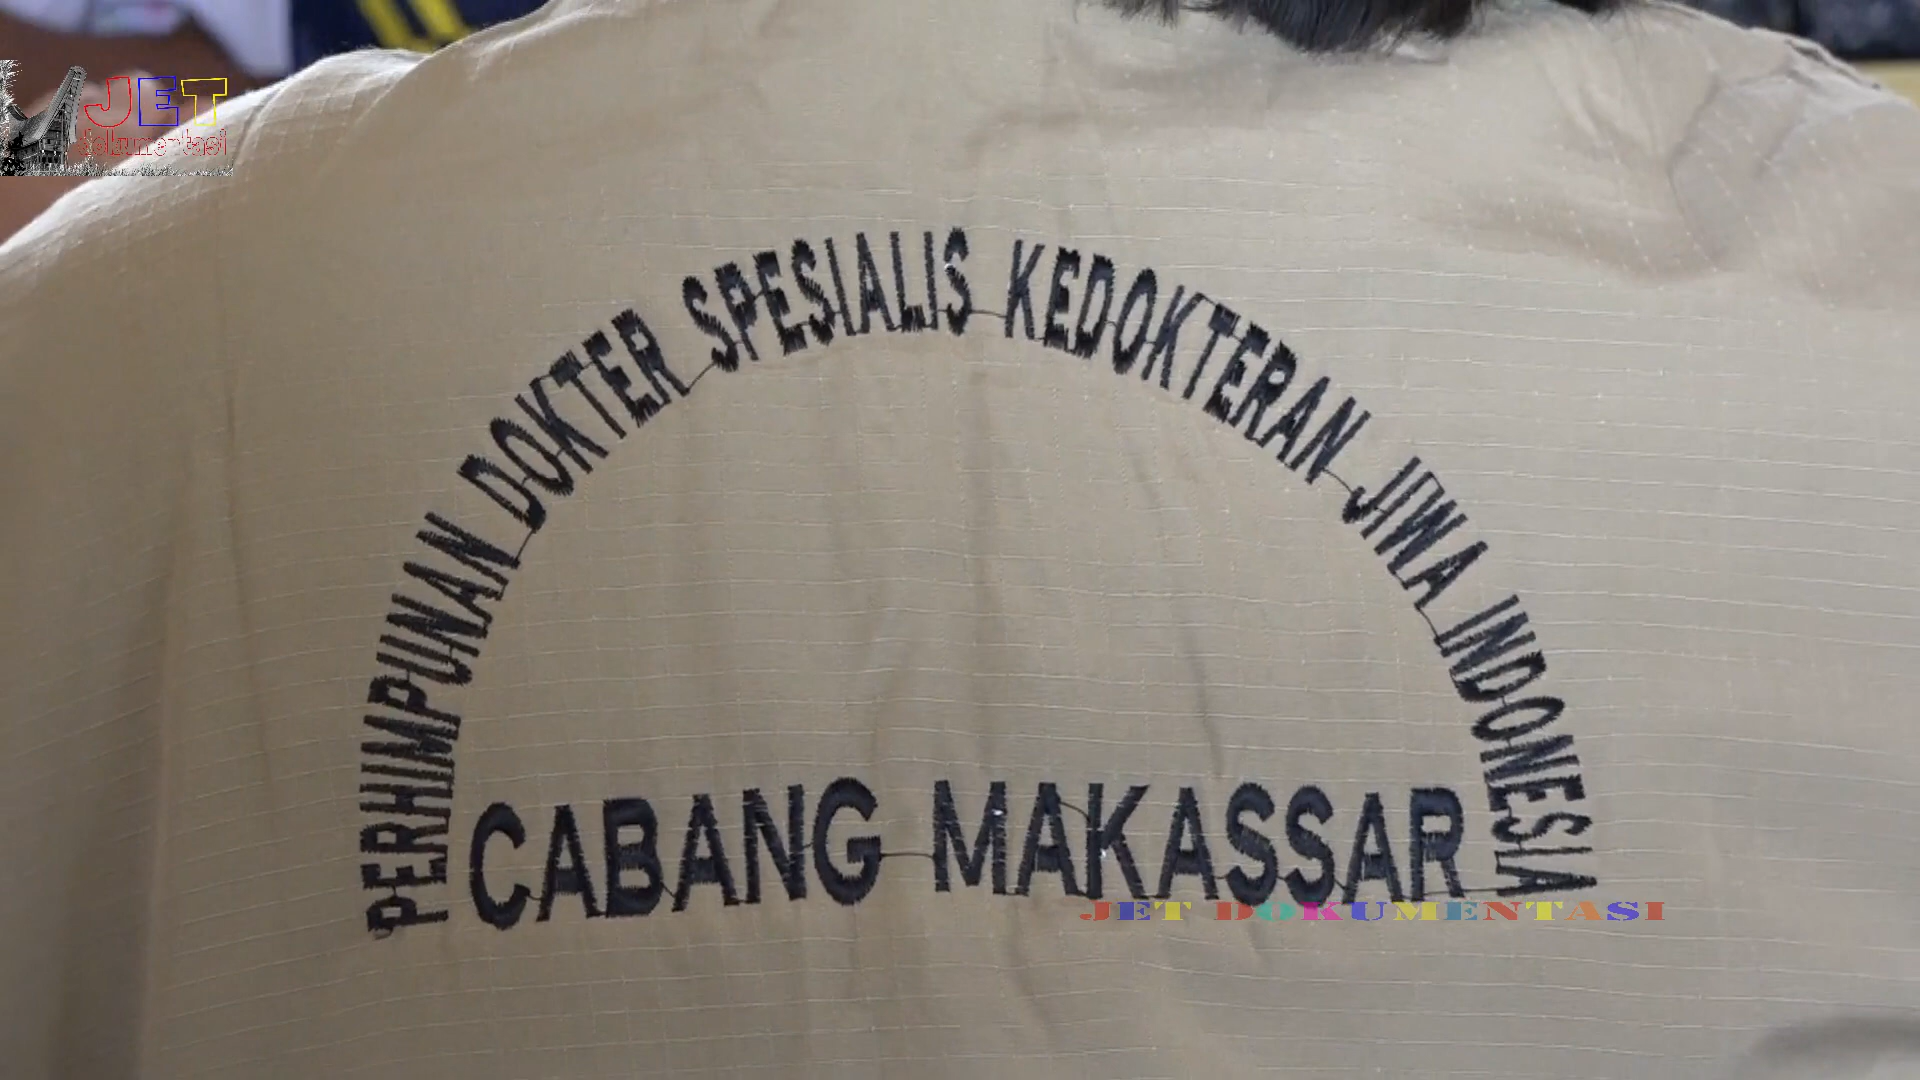 JET
dokumentasi
PERHIMPUNAN DOKTER SPESIALIS KEDOKTERAN JIWA INDONESIA
CABANG MAKASSAR
JET DOKUMENTASI